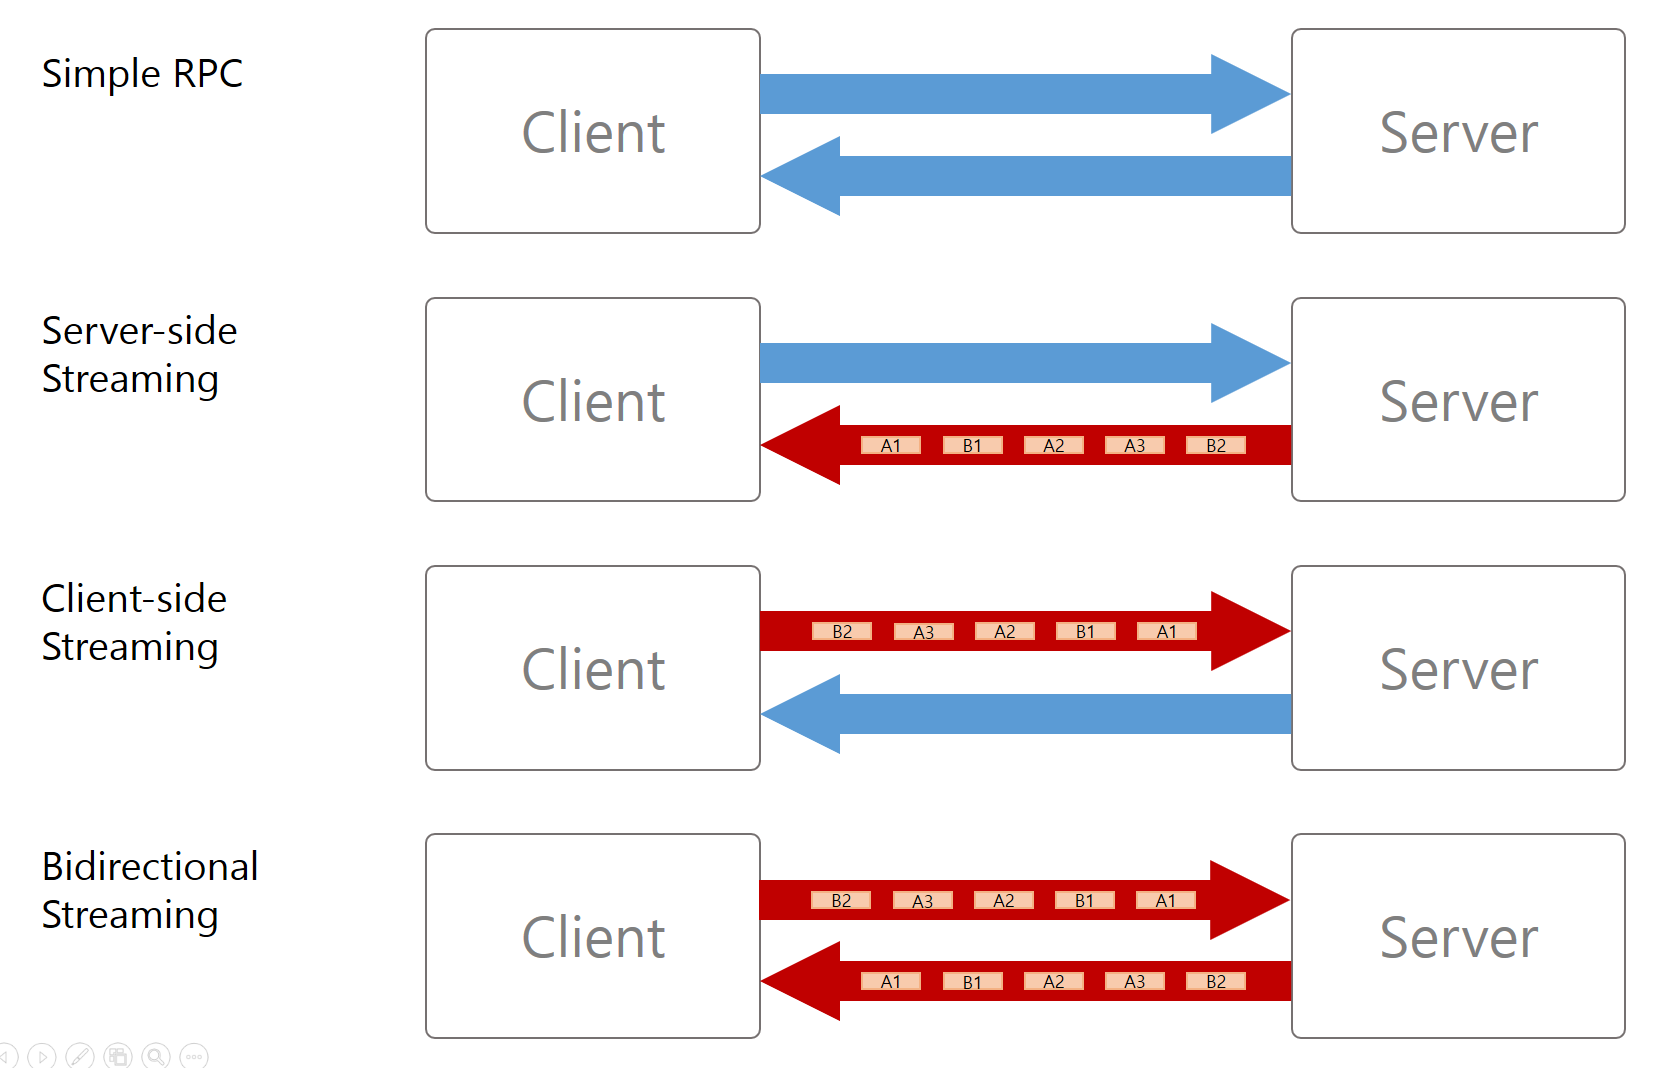 Simple RPC
Client
Server
Server-side
Streaming
Client
Server
A1 B1 A2 A3 B2
Client-side
Streaming
B2 A3 A2 B1 A1
Client
Server
Bidirectional
Streaming
B2 A3 A2 B1 A1
Client
Server
A1 B1 A2 A3 B2